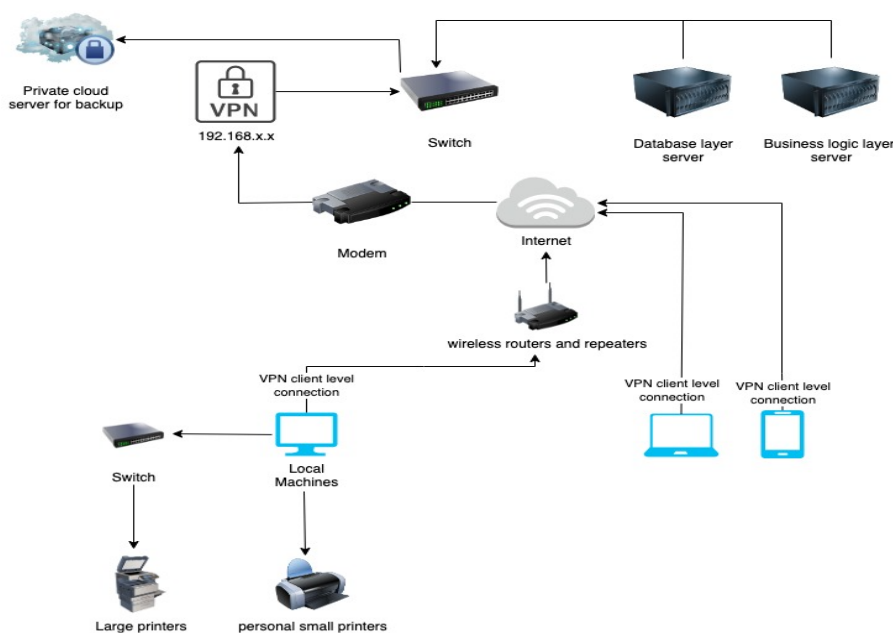 Private cloud
server for backup
VPN
192.168.x.x
Switch
Database layer
server
Business logic layer
server
Modem
Internet
wireless routers and repeaters
VPN client level
connection
VPN client level
connection
VPN client level
connection
Local
Machines
Switch
Large printers
personal small printers